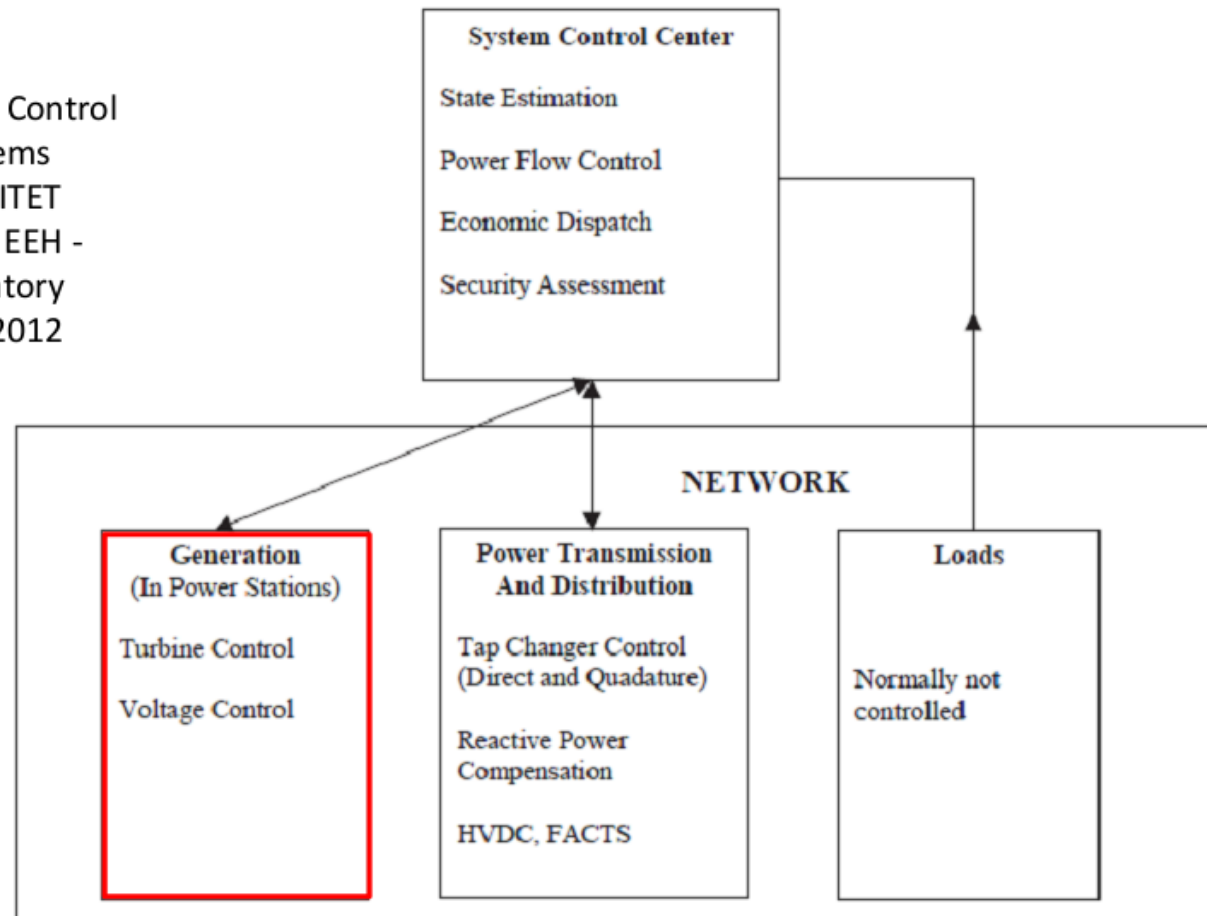 Control
ems
ITET
EEH -
tory
2012
System Control Center
State Estimation
Power Flow Control
Economic Dispatch
Security Assessment
NETWORK
Generation
(In Power Stations)
Turbine Control
Voltage Control
Power Transmission
And Distribution
Tap Changer Control
(Direct and Quadature)
Reactive Power
Compensation
HVDC, FACTS
Loads
Normally not
controlled